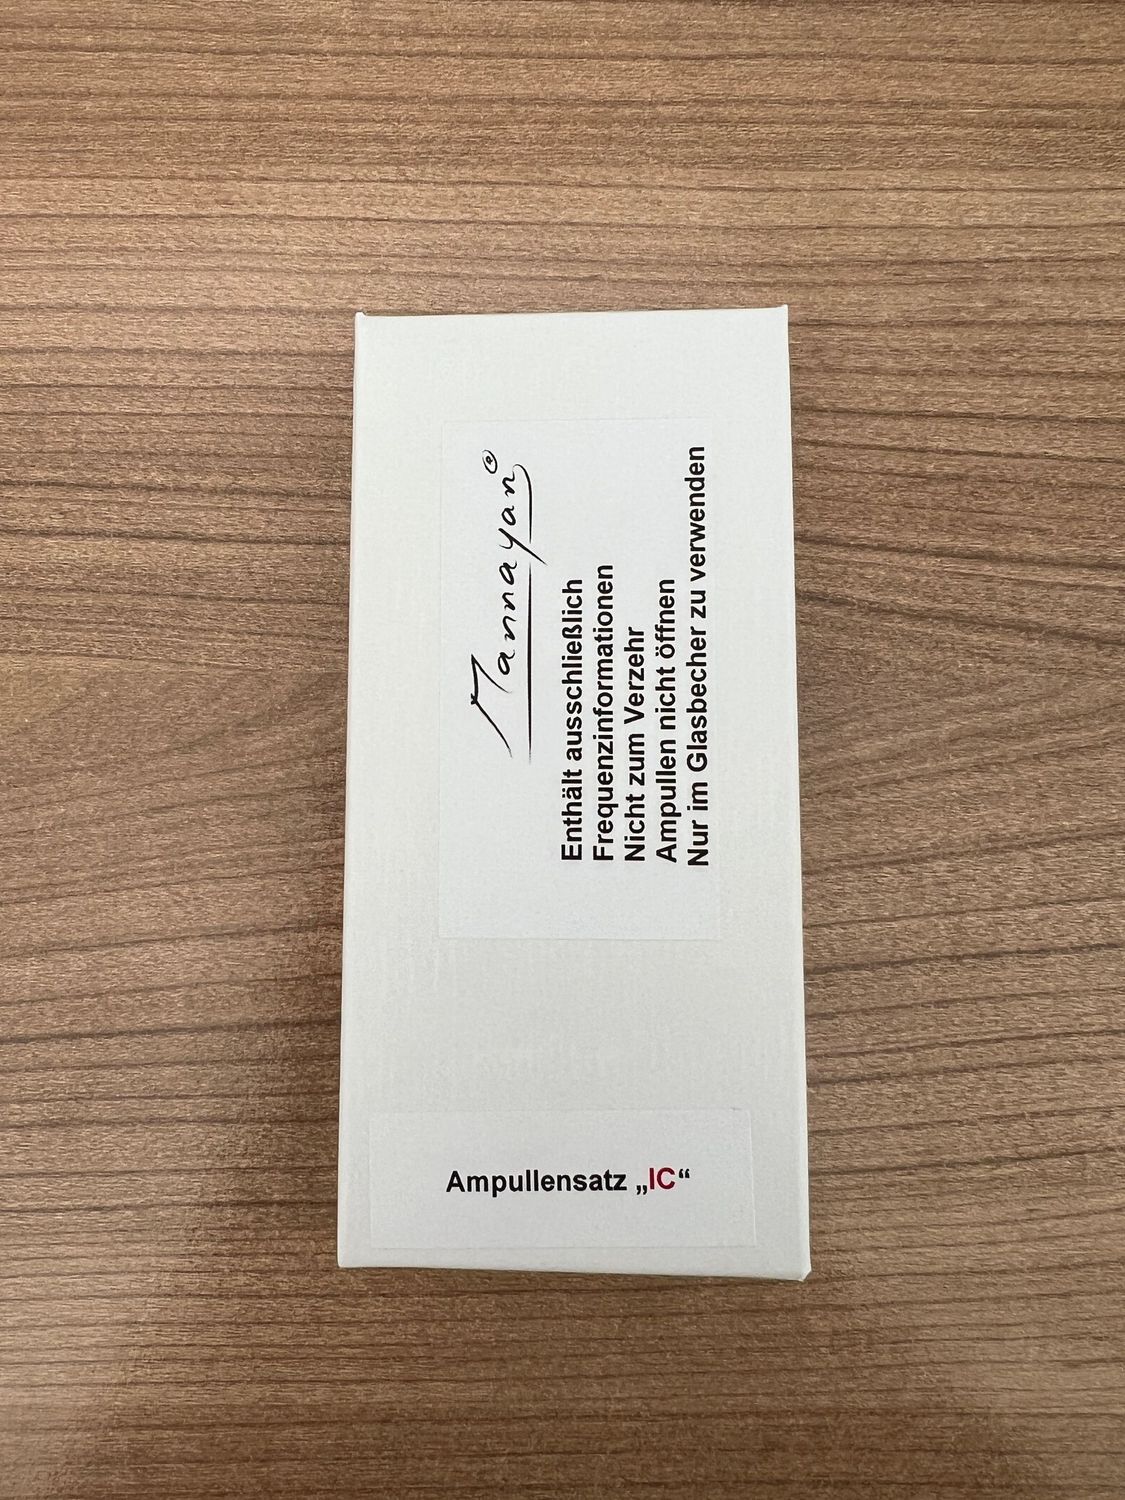 Mannayan®
Enthält ausschließlich
Frequenzinformationen
Nicht zum Verzehr
Ampullen nicht öffnen
Nur im Glasbecher zu verwenden
Ampullensatz „IC“